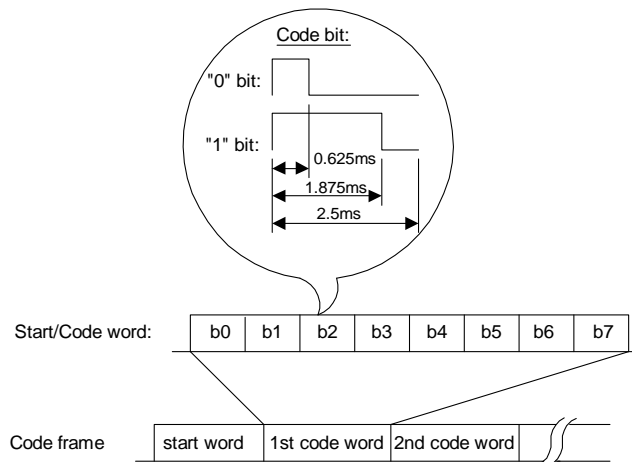 Code bit:
"0" bit:
"1" bit:
0.625ms
1.875ms
2.5ms
Start/Code word: b0 b1 b2 b3 b4 b5 b6 b7
Code frame start word 1st code word 2nd code word